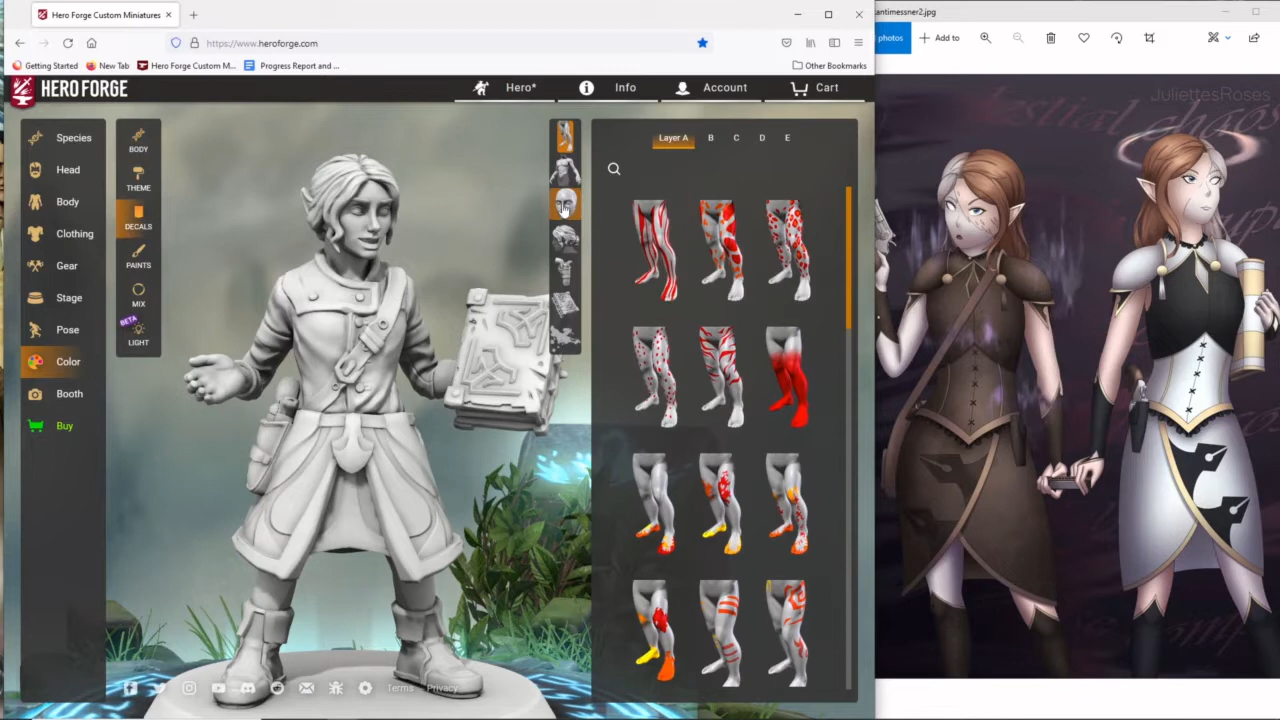 Hero Forge Custom Miniatures
antimessner2.jpg
https://www.heroforge.com
photos
Add to
Getting Started
New Tab
Hero Forge Custom M...
Progress Report and ...
Other Bookmarks
HERO FORGE
Hero*
Info
Account
Cart
Species
Head
Body
Clothing
Gear
Stage
Pose
Color
Booth
Buy
BODY
THEME
DECALS
PAINTS
MIX
BETA
LIGHT
Layer A
B
C
D
E
Terms
Privacy
JuliettesRoses